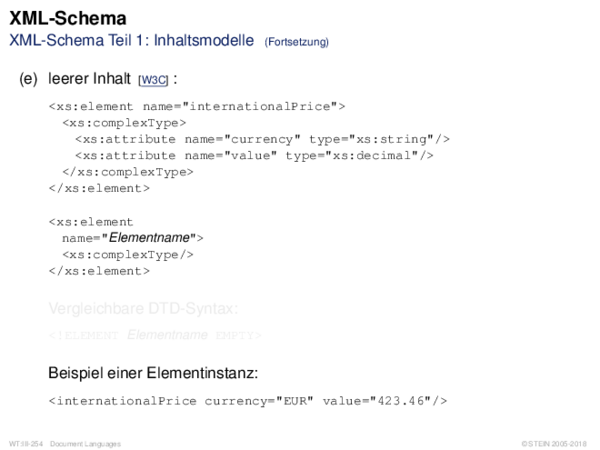 XML-Schema
XML-Schema Teil 1: Inhaltsmodelle (Fortsetzung)
(e) leerer Inhalt [W3C] :
<xs:element name="internationalPrice">
<xs:complexType>
<xs:attribute name="currency" type="xs:string"/>
<xs:attribute name="value" type="xs:decimal"/>
</xs:complexType>
</xs:element>
<xs:element
name="Elementname">
<xs:complexType/>
</xs:element>
Vergleichbare DTD-Syntax:
<!ELEMENT Elementname EMPTY>
Beispiel einer Elementinstanz:
<internationalPrice currency="EUR" value="423.46"/>
WT:III-254 Document Languages © STEIN 2005-2018